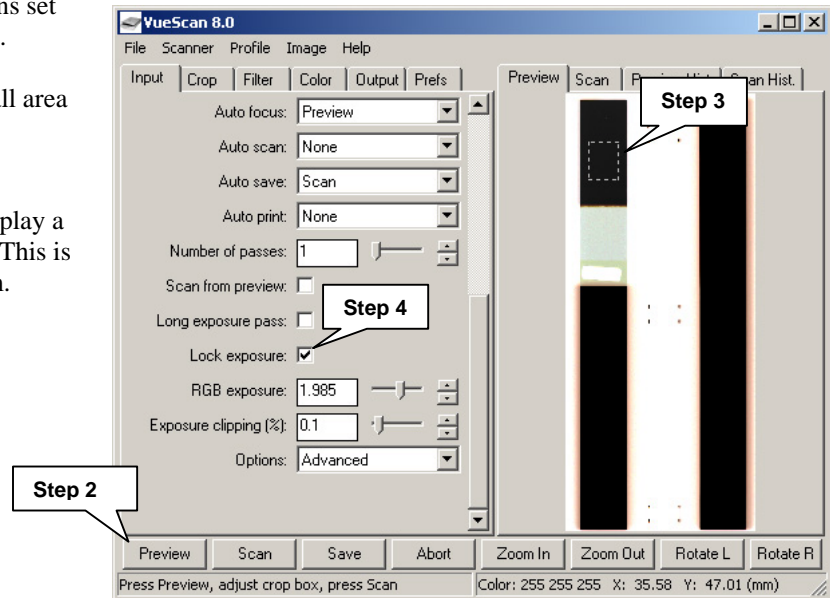 ns set
.
ll area
play a
This is
n.
VueScan 8.0
File Scanner Profile Image Help
Input Crop Filter Color Output Prefs
Preview Scan Hist.]
Step 3
Auto focus: Preview
Auto scan: None
Auto save: Scan
Auto print: None
Number of passes: 1
Scan from preview:
Long exposure pass:
Step 4
Lock exposure:
RGB exposure: 1.985
Exposure clipping (%): 0.1
Options: Advanced
Step 2
Preview Scan Save Abort Zoom In Zoom Out Rotate L Rotate R
Press Preview, adjust crop box, press Scan
Color: 255 255 255 X: 35.58 Y: 47.01 (mm)